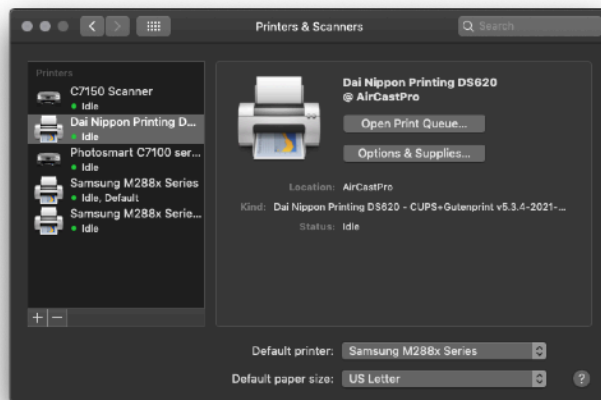 Printers & Scanners
Search
Printers
C7150 Scanner
Idle
Dai Nippon Printing D...
Idle
Photosmart C7100 ser...
Idle
Samsung M288x Series
Idle, Default
Samsung M288x Serie...
Idle
+ −
Dai Nippon Printing DS620
@ AirCastPro
Open Print Queue...
Options & Supplies...
Location: AirCastPro
Kind: Dai Nippon Printing DS620 - CUPS+Gutenprint v5.3.4-2021-...
Status: Idle
Default printer: Samsung M288x Series
Default paper size: US Letter
?